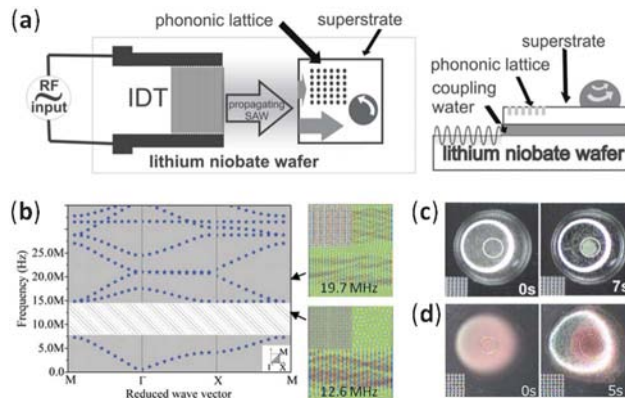 (a)
phononic lattice
superstrate
RF
input
IDT
propagating
SAW
lithium niobate wafer
superstrate
phononic lattice
coupling
water
lithium niobate wafer
(b)
Frequency (Hz)
25.0M
20.0M
15.0M
10.0M
5.0M
0.0
M Γ X M
Reduced wave vector
M
X
19.7 MHz
12.6 MHz
(c)
0s
7s
(d)
0s
5s